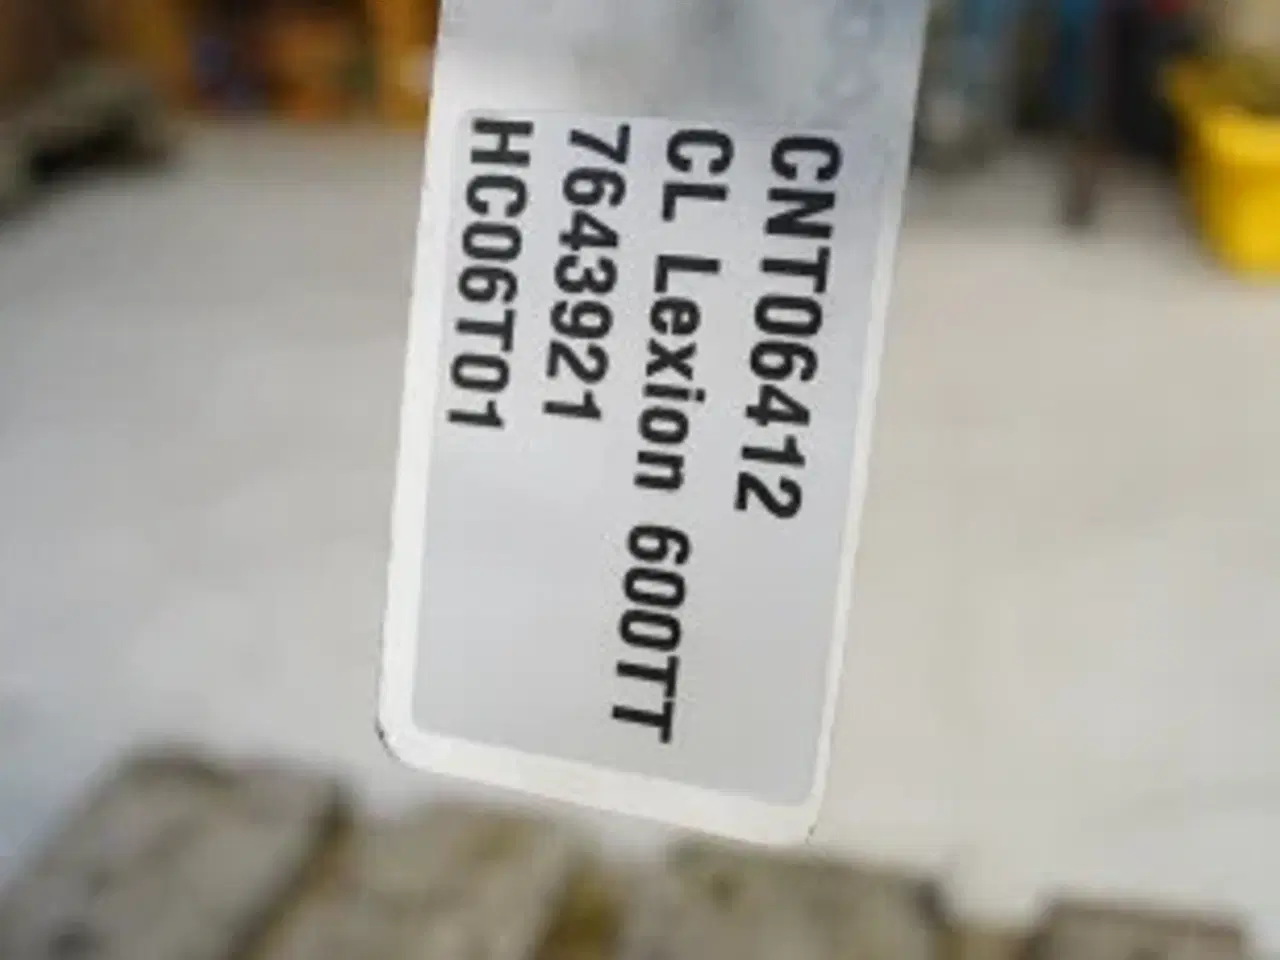 CNT06412
CL Lexion 600TT
7643921
HC06T01